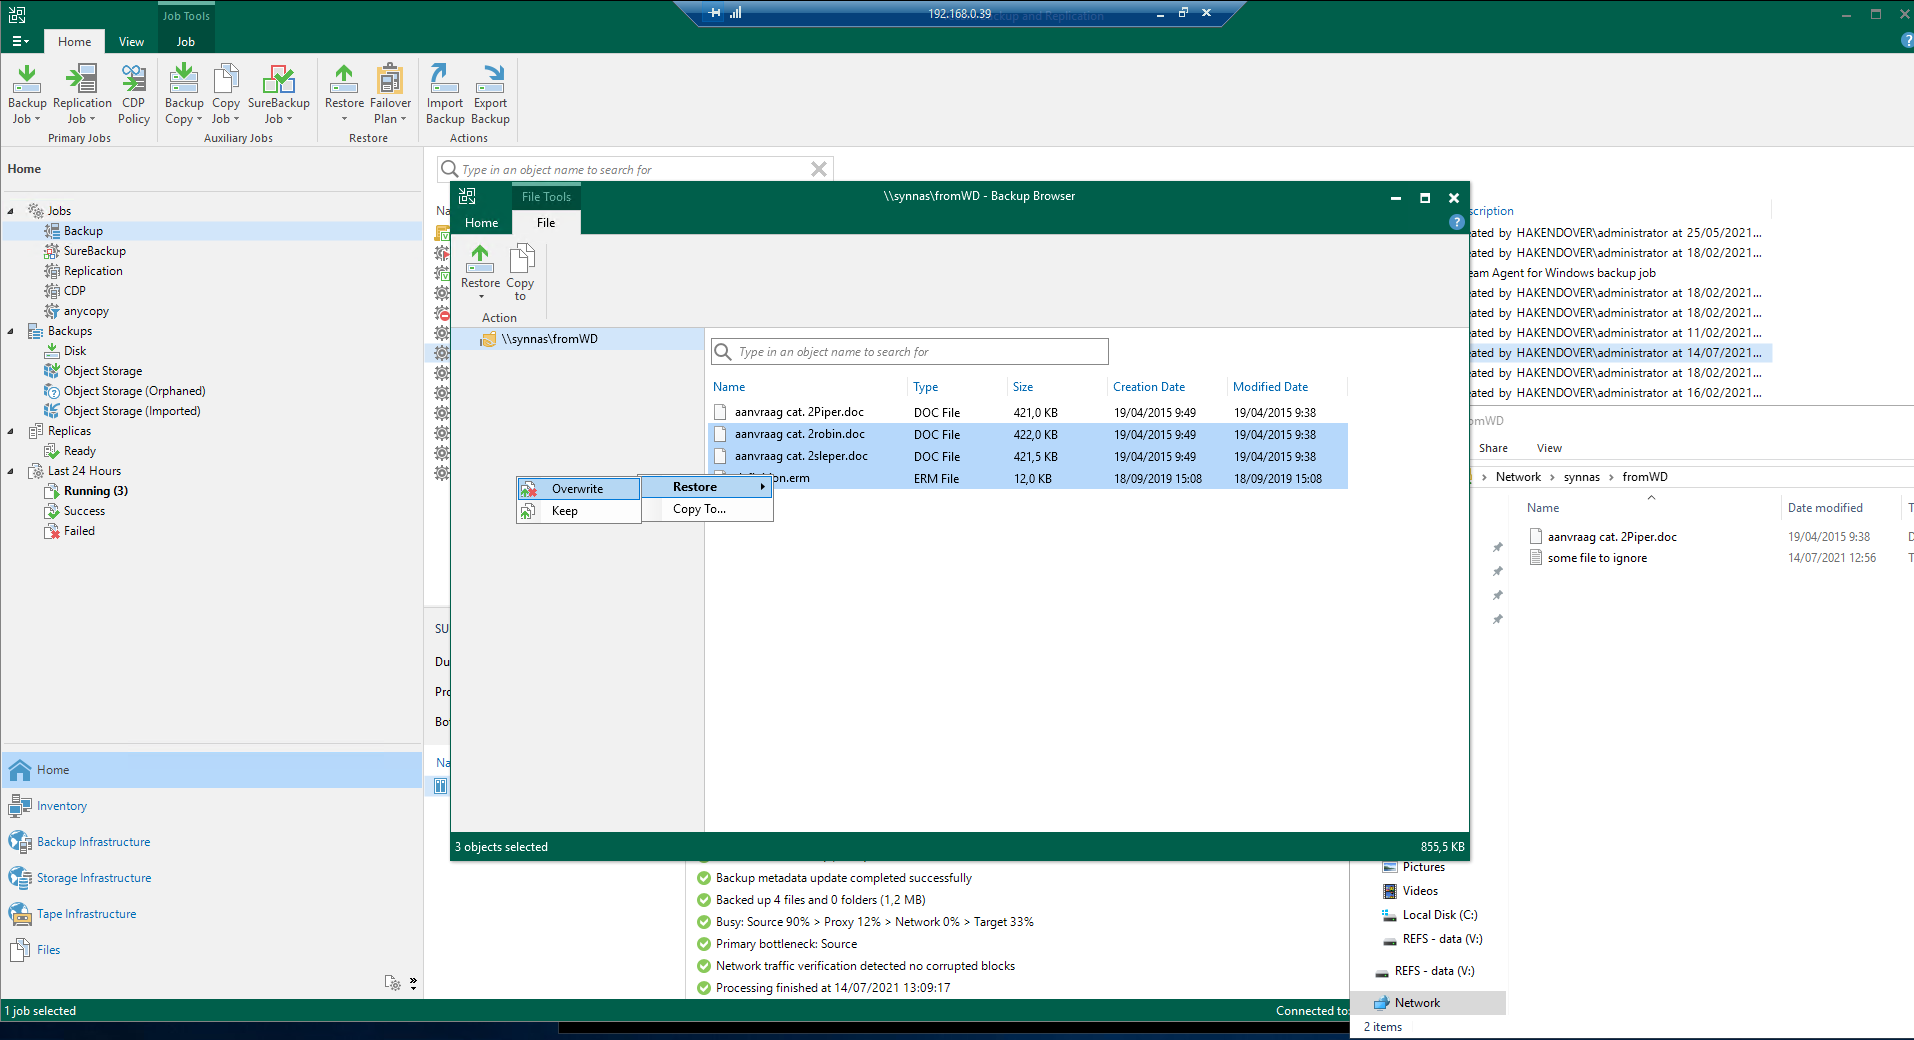 Job Tools
192.168.0.39
ckup and Replication
Home
View
Job
Backup Job
Replication Job
CDP Policy
Backup Copy
Copy Job
SureBackup Job
Restore
Failover Plan
Import Backup
Export Backup
Primary Jobs
Auxiliary Jobs
Restore
Actions
Home
Type in an object name to search for
Jobs
Backup
SureBackup
Replication
CDP
anycopy
Backups
Disk
Object Storage
Object Storage (Orphaned)
Object Storage (Imported)
Replicas
Ready
Last 24 Hours
Running (3)
Success
Failed
Home
Inventory
Backup Infrastructure
Storage Infrastructure
Tape Infrastructure
Files
1 job selected
Na
SU
Du
Pro
Bo
Na
File Tools
\\synnas\fromWD - Backup Browser
Home
File
Restore
Copy to
Action
\\synnas\fromWD
Type in an object name to search for
Name Type Size Creation Date Modified Date
aanvraag cat. 2Piper.doc DOC File 421,0 KB 19/04/2015 9:49 19/04/2015 9:38
aanvraag cat. 2robin.doc DOC File 422,0 KB 19/04/2015 9:49 19/04/2015 9:38
aanvraag cat. 2sleper.doc DOC File 421,5 KB 19/04/2015 9:49 19/04/2015 9:38
on.erm ERM File 12,0 KB 18/09/2019 15:08 18/09/2019 15:08
Overwrite
Keep
Restore
Copy To...
3 objects selected
855,5 KB
scription
eated by HAKENDOVER\administrator at 25/05/2021...
eated by HAKENDOVER\administrator at 18/02/2021...
eam Agent for Windows backup job
eated by HAKENDOVER\administrator at 18/02/2021...
eated by HAKENDOVER\administrator at 18/02/2021...
eated by HAKENDOVER\administrator at 11/02/2021...
eated by HAKENDOVER\administrator at 14/07/2021...
eated by HAKENDOVER\administrator at 18/02/2021...
eated by HAKENDOVER\administrator at 16/02/2021...
omWD
Share
View
Network > synnas > fromWD
Name Date modified T
aanvraag cat. 2Piper.doc 19/04/2015 9:38 D
some file to ignore 14/07/2021 12:56 T
Backup metadata update completed successfully
Backed up 4 files and 0 folders (1,2 MB)
Busy: Source 90% > Proxy 12% > Network 0% > Target 33%
Primary bottleneck: Source
Network traffic verification detected no corrupted blocks
Processing finished at 14/07/2021 13:09:17
Connected to:
Pictures
Videos
Local Disk (C:)
REFS - data (V:)
REFS - data (V:)
Network
2 items